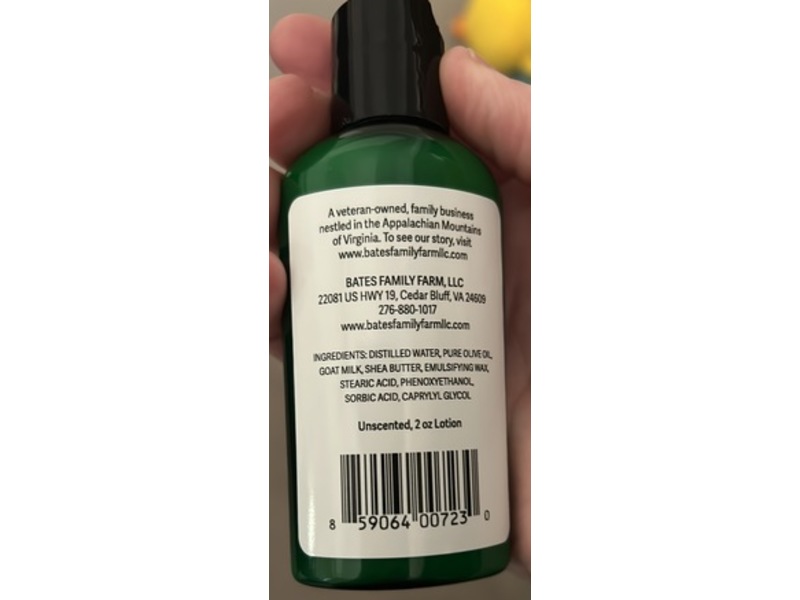 A veteran-owned, family business
nestled in the Appalachian Mountains
of Virginia. To see our story, visit
www.batesfamilyfarmllc.com
BATES FAMILY FARM, LLC
22081 US HWY 19, Cedar Bluff, VA 24609
276-880-1017
www.batesfamilyfarmllc.com
INGREDIENTS: DISTILLED WATER, PURE OLIVE OIL,
GOAT MILK, SHEA BUTTER, EMULSIFYING WAX,
STEARIC ACID, PHENOXYETHANOL,
SORBIC ACID, CAPRYLYL GLYCOL
Unscented, 2 oz Lotion
8 59064 00723 0